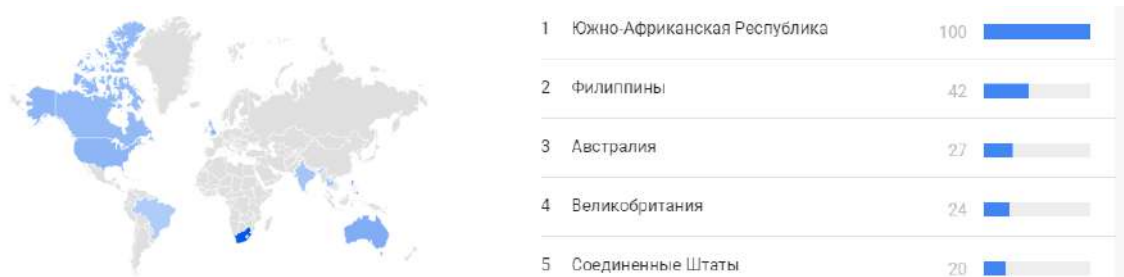 1 Южно-Африканская Республика 100
2 Филиппины 42
3 Австралия 27
4 Великобритания 24
5 Соединенные Штаты 20